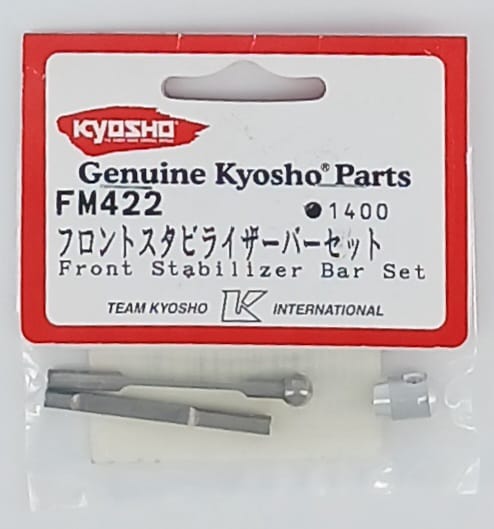 KYOSHO
Genuine Kyosho® Parts
FM422 ●1400
フロントスタビライザーバーセット
Front Stabilizer Bar Set
TEAM KYOSHO K INTERNATIONAL